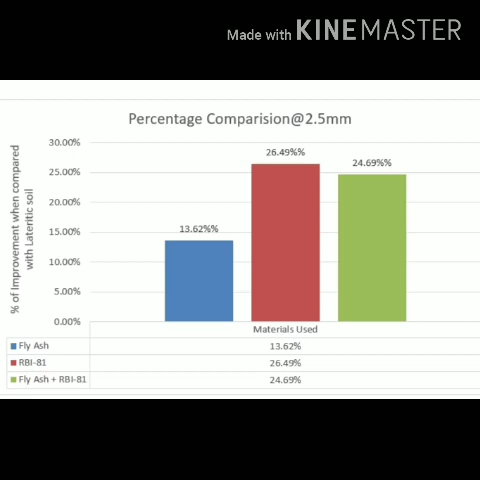 Made with KINEMASTER
Percentage Comparision@2.5mm
% of Improvement when compared
with Lateritic soil
30.00%
25.00%
20.00%
15.00%
10.00%
5.00%
0.00%
13.62%%
26.49%%
24.69%%
Materials Used
Fly Ash 13.62%
RBI-81 26.49%
Fly Ash + RBI-81 24.69%